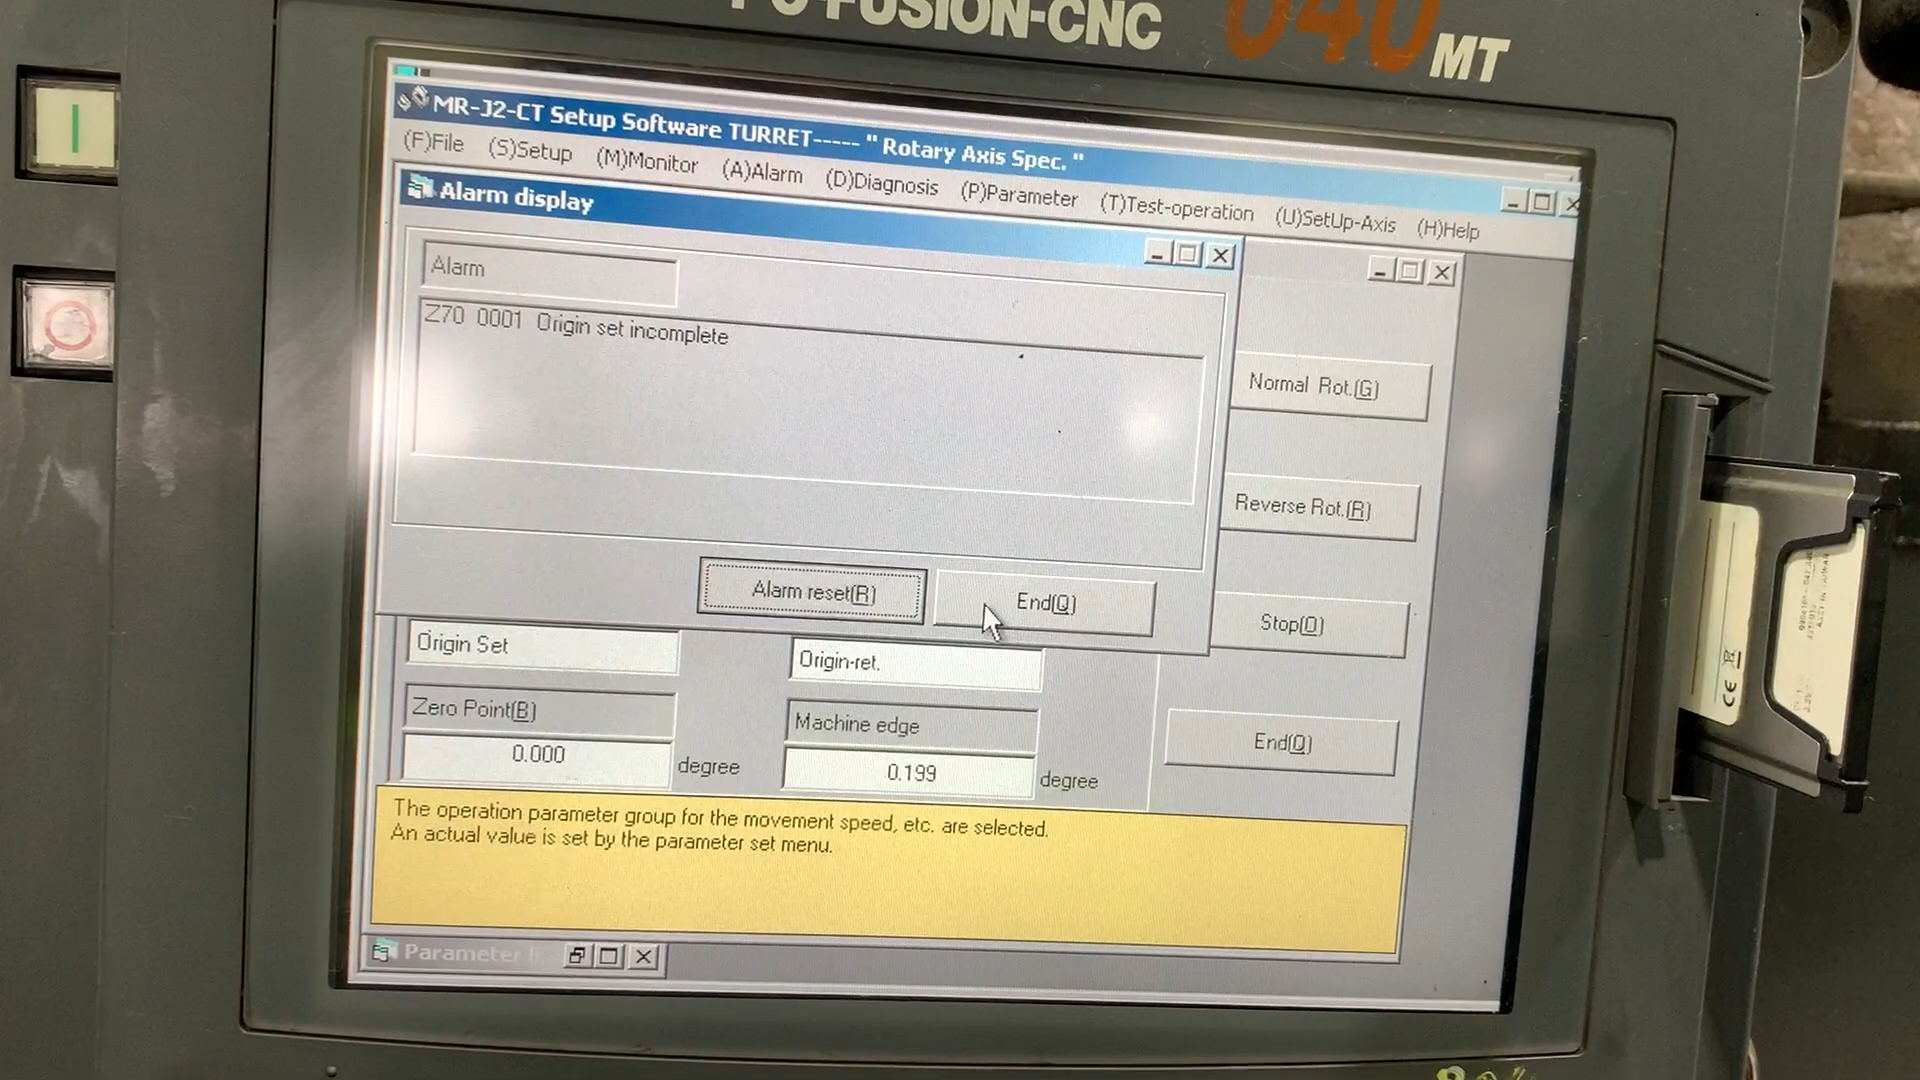 FUSION-CNC 640 MT
MR-J2-CT Setup Software TURRET----- " Rotary Axis Spec. "
(F)File (S)Setup (M)Monitor (A)Alarm (D)Diagnosis (P)Parameter (T)Test-operation (U)SetUp-Axis (H)Help
Alarm display
Alarm
Z70 0001 Origin set incomplete
Normal Rot.(G)
Reverse Rot.(R)
Alarm reset(R)
End(Q)
Stop(O)
Origin Set
Origin-ret.
Zero Point(B)
Machine edge
End(Q)
0.000 degree
0.199 degree
The operation parameter group for the movement speed, etc. are selected.
An actual value is set by the parameter set menu.
Parameter
CE